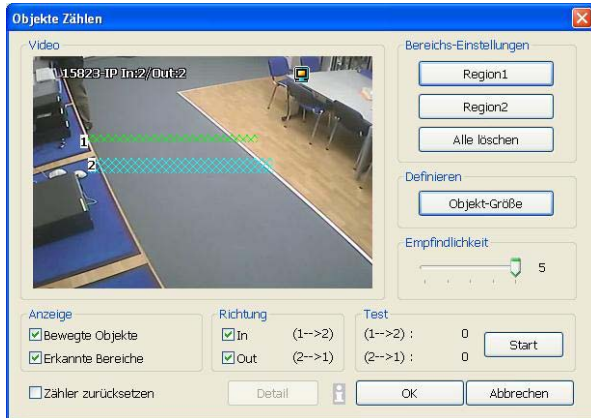 Objekte Zählen
Video
15823-IP In:2/Out:2
1
2
Bereichs-Einstellungen
Region1
Region2
Alle löschen
Definieren
Objekt-Größe
Empfindlichkeit
5
Anzeige
Bewegte Objekte
Erkannte Bereiche
Richtung
In (1-->2)
Out (2-->1)
Test
(1-->2) : 0
(2-->1) : 0
Start
Zähler zurücksetzen
Detail
OK
Abbrechen